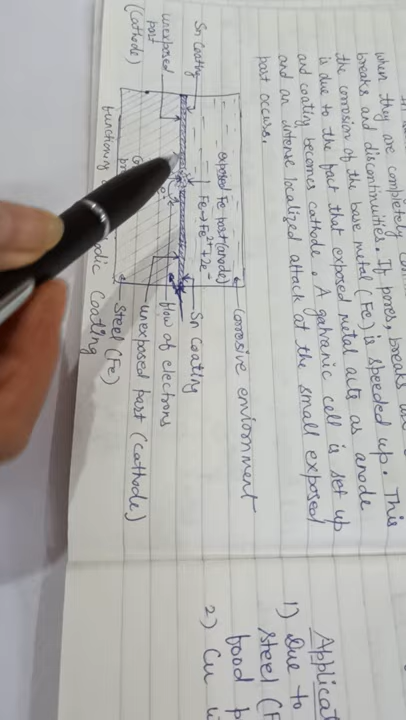 when they are completely
breaks and discontinuities. If pores, breaks
the corrosion of the base metal (Fe) is speeded up. This
is due to the fact that exposed metal acts as anode
and coating becomes cathode. A galvanic cell is set up
and an intense localized attack at the small exposed
part occurs.
Corrosive enviornment
exposed Fe part (anode)
Fe → Fe²⁺ + 2e⁻
Sn Coating
Sn Coating
unexposed
part
(Cathode)
flow of electrons
unexposed part (cathode)
Steel (Fe)
functioning
odic Coating
Applicat
1) Due to
Steel (F
food p
2) Cu